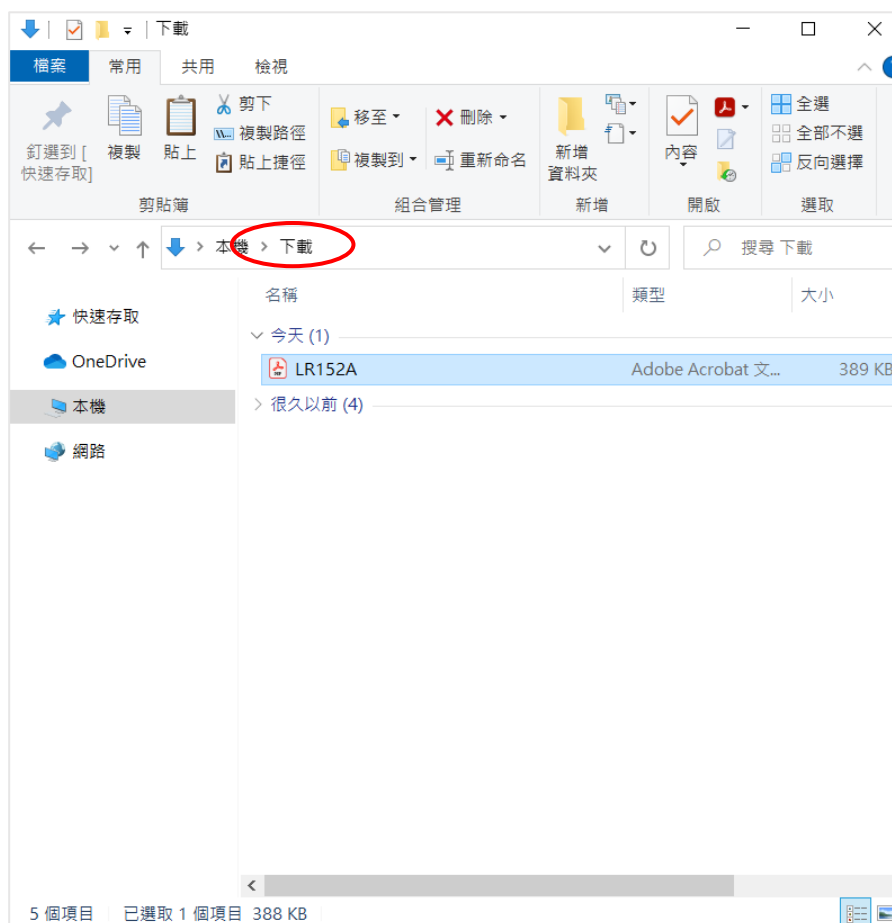 下載
檔案 常用 共用 檢視
釘選到 [
快速存取]
複製
貼上
剪下
複製路徑
貼上捷徑
剪貼簿
移至
複製到
刪除
重新命名
組合管理
新增
資料夾
新增
內容
開啟
全選
全部不選
反向選擇
選取
本機 > 下載
搜尋 下載
快速存取
OneDrive
本機
網路
名稱 類型 大小
今天 (1)
LR152A Adobe Acrobat 文... 389 KB
很久以前 (4)
5 個項目 已選取 1 個項目 388 KB